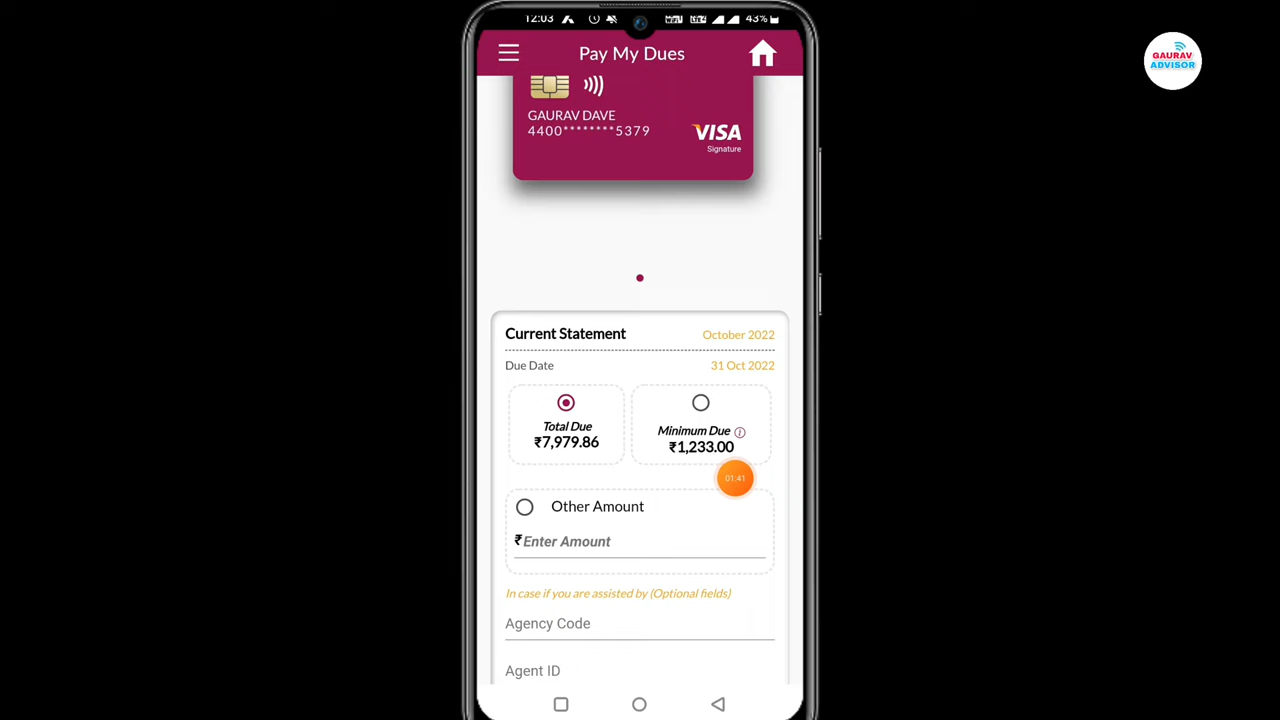 12:03
43%
Pay My Dues
GAURAV
ADVISOR
GAURAV DAVE
4400********5379
VISA
Signature
Current Statement
October 2022
Due Date
31 Oct 2022
Total Due
₹7,979.86
Minimum Due
₹1,233.00
01:41
Other Amount
₹ Enter Amount
In case if you are assisted by (Optional fields)
Agency Code
Agent ID